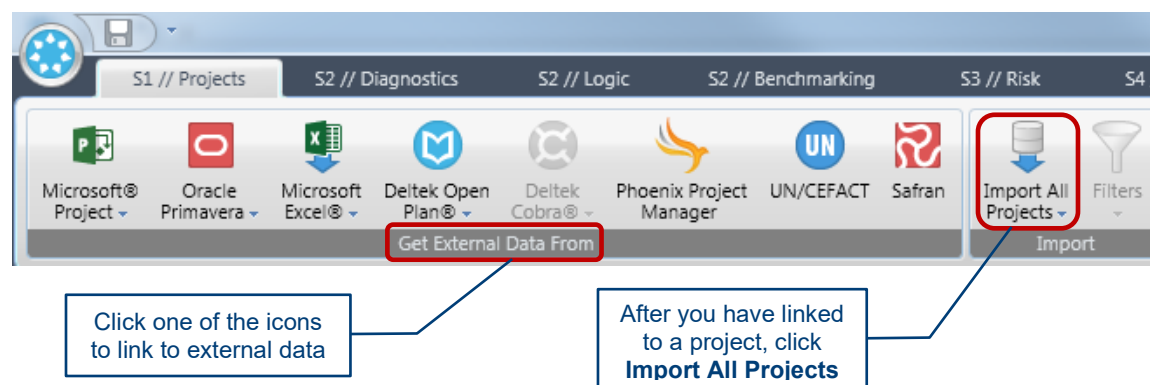 S1 // Projects S2 // Diagnostics S2 // Logic S2 // Benchmarking S3 // Risk S4
Microsoft® Oracle Microsoft Deltek Open Deltek Phoenix Project UN/CEFACT Safran Import All Filters
Project Primavera Excel® Plan® Cobra® Manager Projects
Get External Data From Import
Click one of the icons
to link to external data
After you have linked
to a project, click
Import All Projects